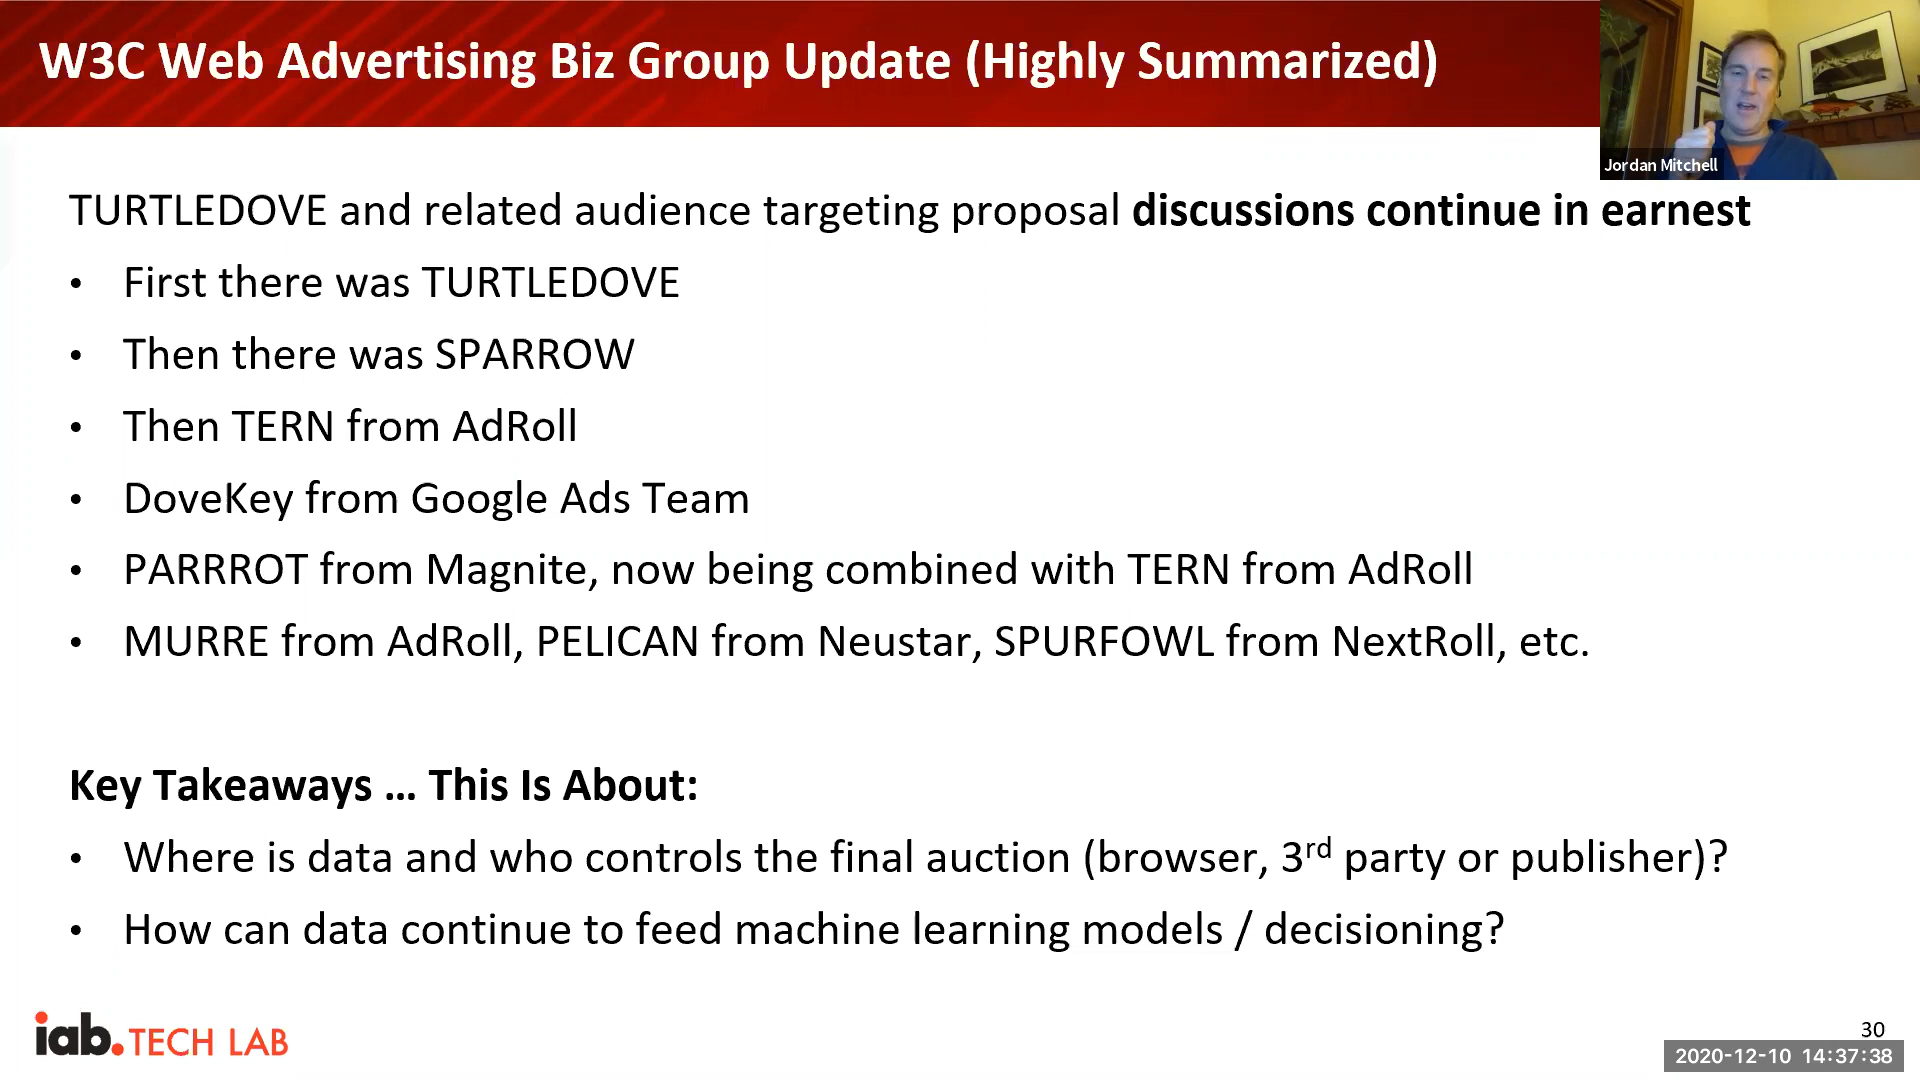 W3C Web Advertising Biz Group Update (Highly Summarized)
Jordan Mitchell
TURTLEDOVE and related audience targeting proposal discussions continue in earnest
• First there was TURTLEDOVE
• Then there was SPARROW
• Then TERN from AdRoll
• DoveKey from Google Ads Team
• PARRROT from Magnite, now being combined with TERN from AdRoll
• MURRE from AdRoll, PELICAN from Neustar, SPURFOWL from NextRoll, etc.
Key Takeaways ... This Is About:
• Where is data and who controls the final auction (browser, 3rd party or publisher)?
• How can data continue to feed machine learning models / decisioning?
iab.TECH LAB
30
2020-12-10 14:37:38